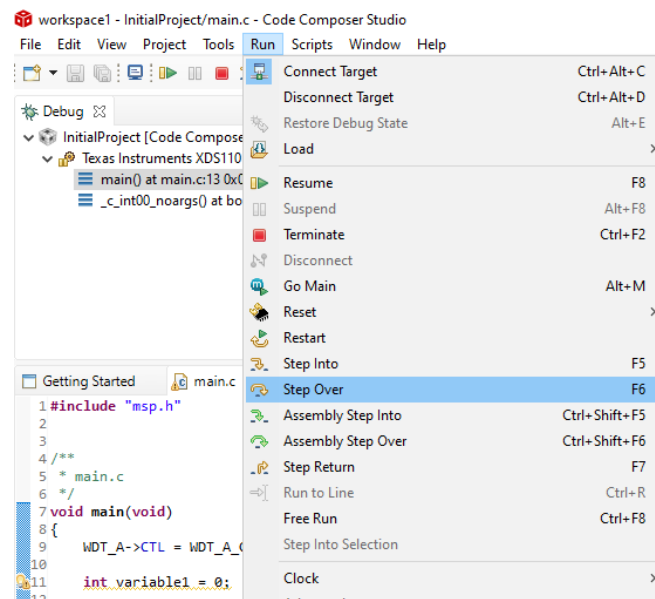 workspace1 - InitialProject/main.c - Code Composer Studio
File Edit View Project Tools Run Scripts Window Help
Debug
InitialProject [Code Compose
Texas Instruments XDS110
main() at main.c:13 0x0
_c_int00_noargs() at bo
Connect Target Ctrl+Alt+C
Disconnect Target Ctrl+Alt+D
Restore Debug State Alt+E
Load
Resume F8
Suspend Alt+F8
Terminate Ctrl+F2
Disconnect
Go Main Alt+M
Reset
Restart
Step Into F5
Step Over F6
Assembly Step Into Ctrl+Shift+F5
Assembly Step Over Ctrl+Shift+F6
Step Return F7
Run to Line Ctrl+R
Free Run Ctrl+F8
Step Into Selection
Clock
Getting Started main.c
1 #include "msp.h"
2
3
4 /**
5 * main.c
6 */
7 void main(void)
8 {
9 WDT_A->CTL = WDT_A_
10
11 int variable1 = 0;
12